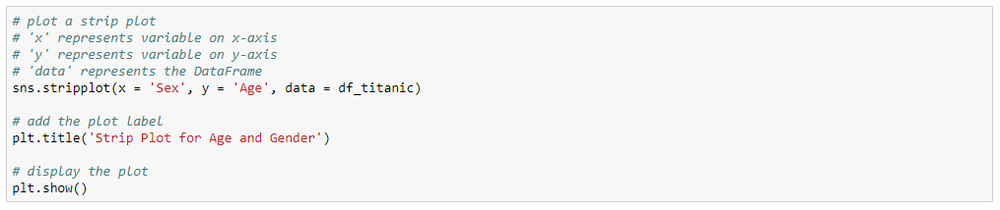 # plot a strip plot
# 'x' represents variable on x-axis
# 'y' represents variable on y-axis
# 'data' represents the DataFrame
sns.stripplot(x = 'Sex', y = 'Age', data = df_titanic)
# add the plot label
plt.title('Strip Plot for Age and Gender')
# display the plot
plt.show()